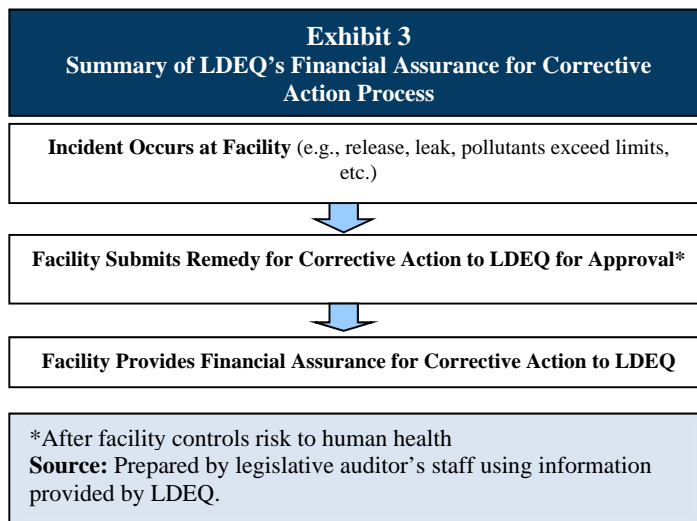 Exhibit 3
Summary of LDEQ’s Financial Assurance for Corrective
Action Process
Incident Occurs at Facility (e.g., release, leak, pollutants exceed limits,
etc.)
Facility Submits Remedy for Corrective Action to LDEQ for Approval*
Facility Provides Financial Assurance for Corrective Action to LDEQ
*After facility controls risk to human health
Source: Prepared by legislative auditor’s staff using information
provided by LDEQ.